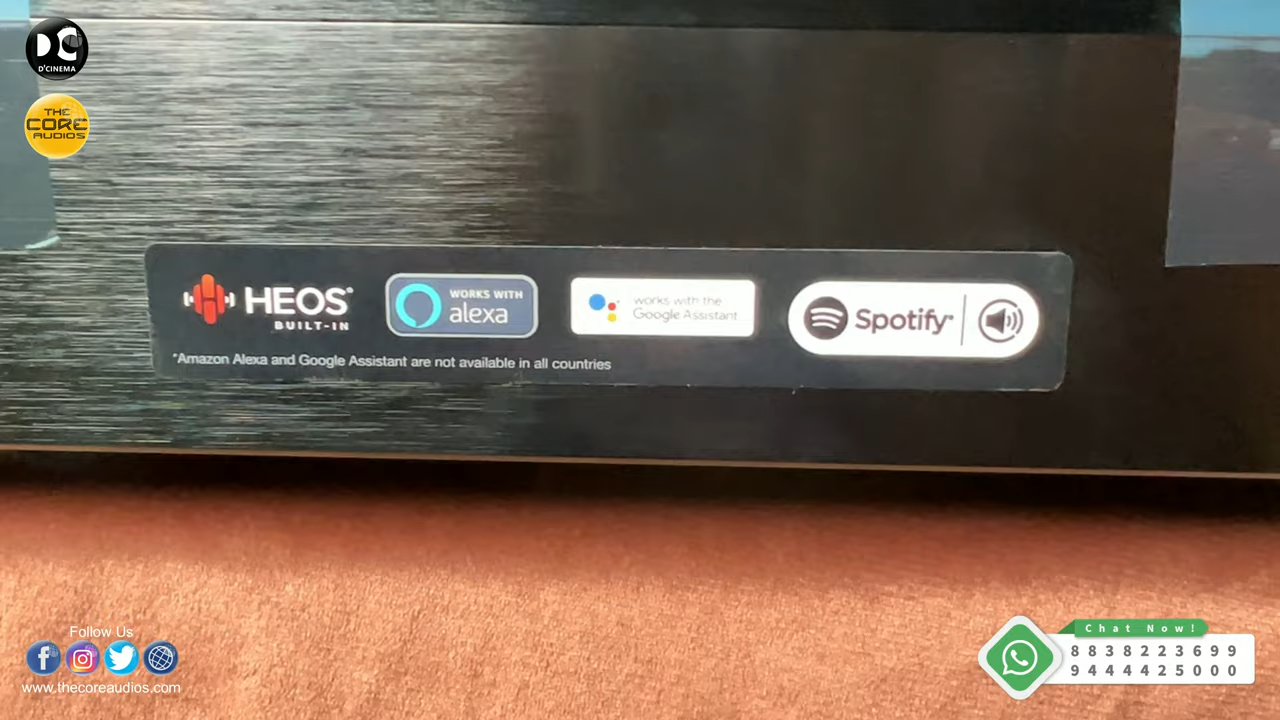 DC
D'CINEMA
THE
CORE
AUDIOS
HEOS
BUILT-IN
WORKS WITH
alexa
works with the
Google Assistant
Spotify
*Amazon Alexa and Google Assistant are not available in all countries
Follow Us
www.thecoreaudios.com
Chat Now!
8838223699
9444425000